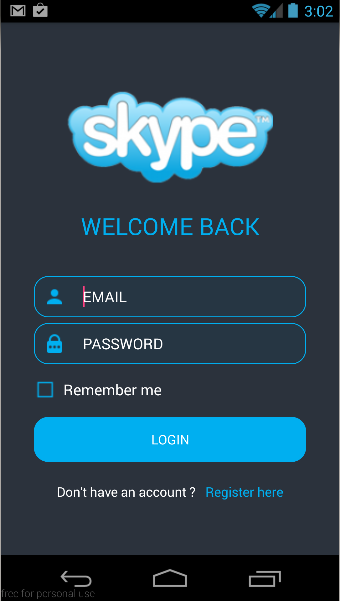 3:02
skype™
WELCOME BACK
EMAIL
PASSWORD
Remember me
LOGIN
Don't have an account ? Register here
free for personal use